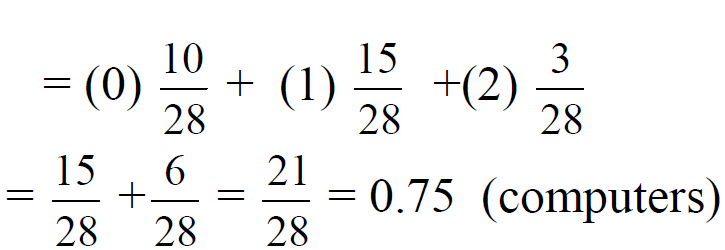 = (0) 10/28 + (1) 15/28 +(2) 3/28
= 15/28 + 6/28 = 21/28 = 0.75 (computers)